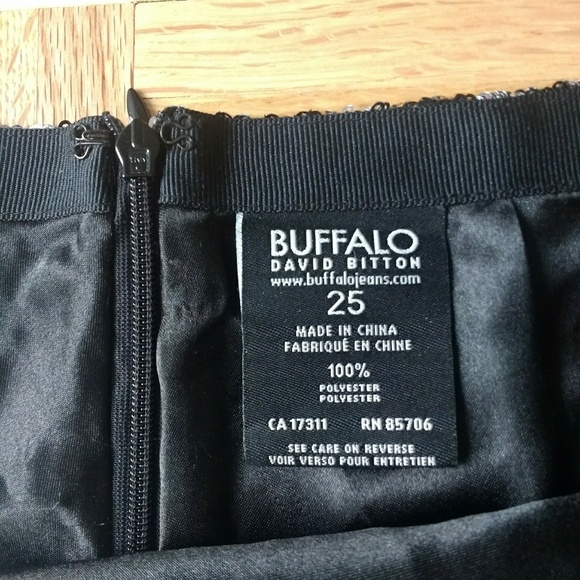 BUFFALO
DAVID BITTON
www.buffalojeans.com
25
MADE IN CHINA
FABRIQUÉ EN CHINE
100%
POLYESTER
POLYESTER
CA 17311 RN 85706
SEE CARE ON REVERSE
VOIR VERSO POUR ENTRETIEN